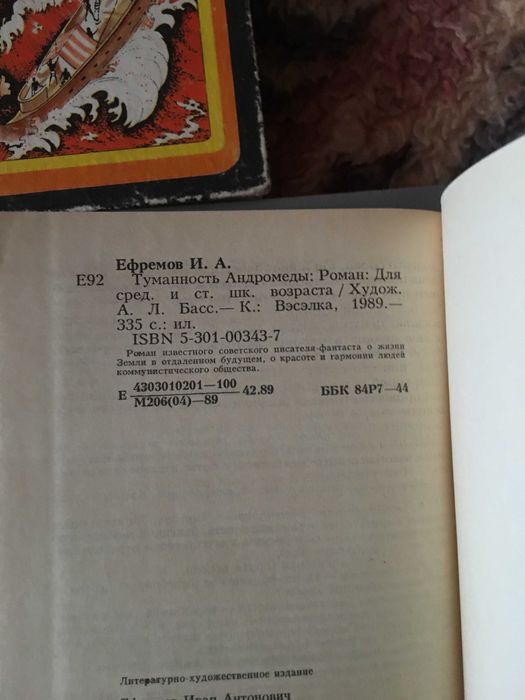 Ефремов И. А.
Е92 Туманность Андромеды: Роман: Для
сред. и ст. шк. возраста / Худож.
А. Л. Басс.— К.: Вэсэлка, 1989.—
335 с.: ил.
ISBN 5-301-00343-7
Роман известного советского писателя-фантаста о жизни
Земли в отдаленном будущем, о красоте и гармонии людей
коммунистического общества.
Е 4303010201—100 42.89 ББК 84Р7—44
М206(04)—89
Литературно-художественное издание
Иван Антонович